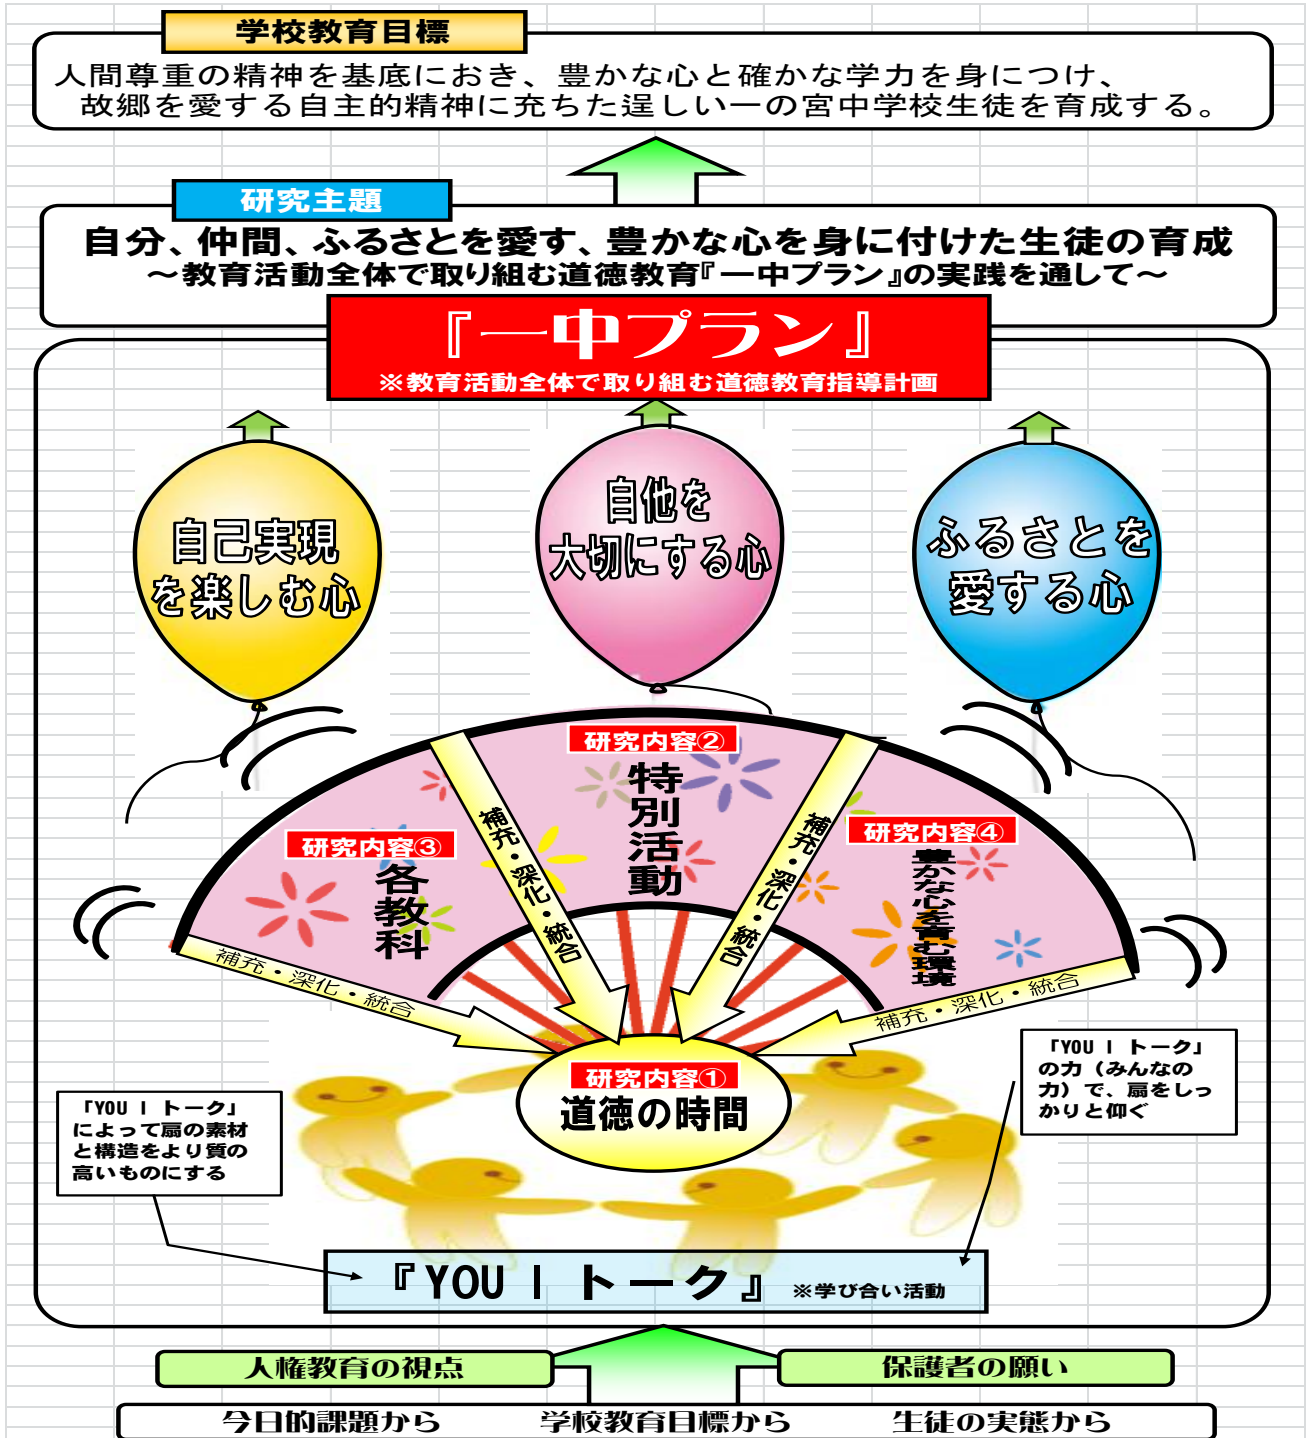 学校教育目標
人間尊重の精神を基底におき、豊かな心と確かな学力を身につけ、
故郷を愛する自主的精神に充ちた逞しい一の宮中学校生徒を育成する。
研究主題
自分、仲間、ふるさとを愛す、豊かな心を身に付けた生徒の育成
～教育活動全体で取り組む道徳教育『一中プラン』の実践を通して～
『一中プラン』
※教育活動全体で取り組む道徳教育指導計画
自己実現
を楽しむ心
自他を
大切にする心
ふるさとを
愛する心
研究内容②
特別活動
研究内容③
各教科
研究内容④
豊かな心を育む環境
補充・深化・統合
補充・深化・統合
補充・深化・統合
補充・深化・統合
研究内容①
道徳の時間
「YOU I トーク」
によって扇の素材
と構造をより質の
高いものにする
「YOU I トーク」
の力（みんなの
力）で、扇をしっ
かりと仰ぐ
『YOU I トーク』 ※学び合い活動
人権教育の視点
保護者の願い
今日的課題から 学校教育目標から 生徒の実態から